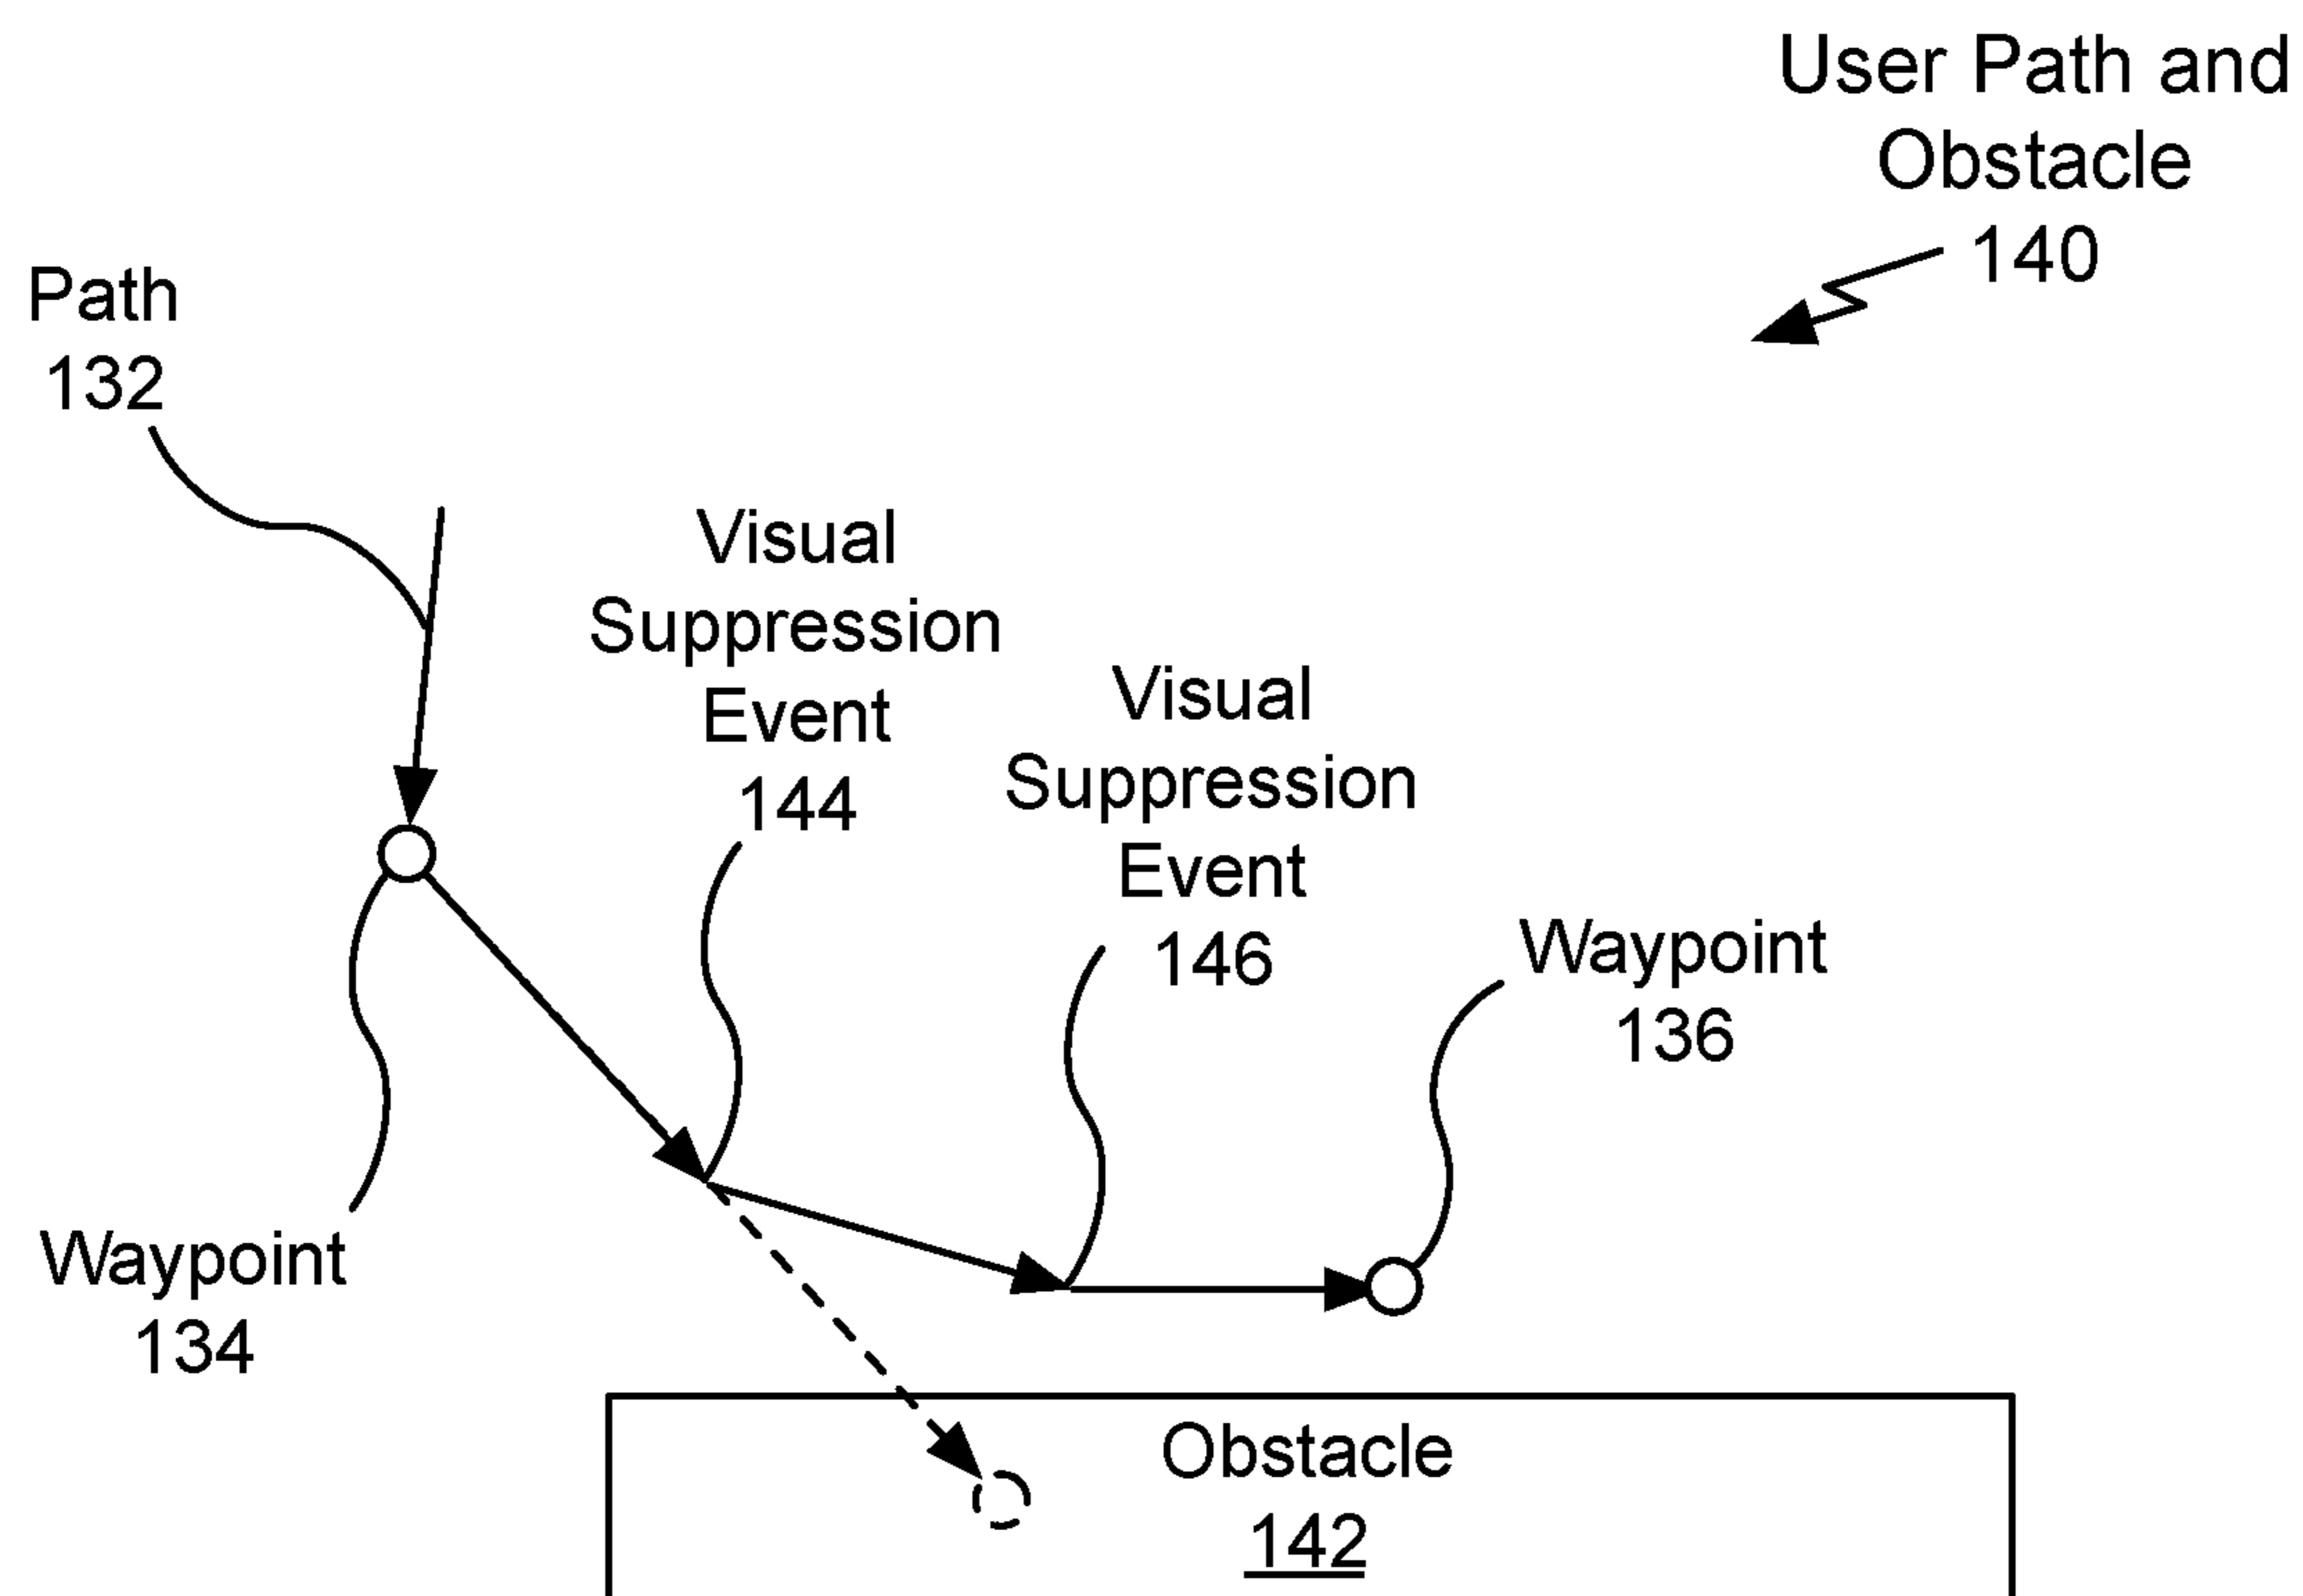 User Path and
Obstacle
140
Path
132
Visual
Suppression
Event
144
Visual
Suppression
Event
146
Waypoint
136
Waypoint
134
Obstacle
142